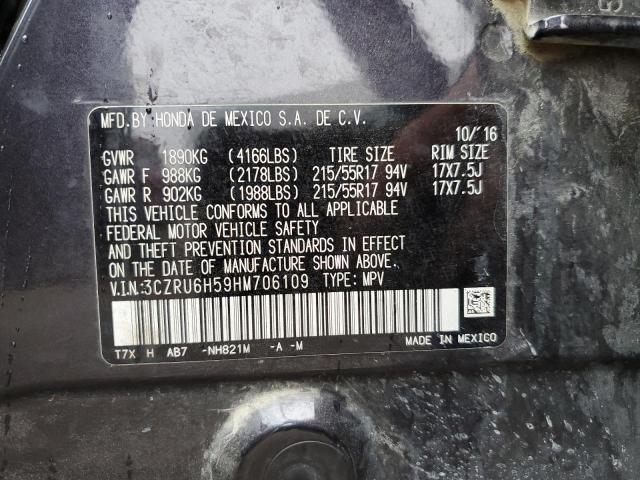 MFD.BY HONDA DE MEXICO S.A. DE C.V.
10/'16
GVWR 1890KG (4166LBS) TIRE SIZE RIM SIZE
GAWR F 988KG (2178LBS) 215/55R17 94V 17X7.5J
GAWR R 902KG (1988LBS) 215/55R17 94V 17X7.5J
THIS VEHICLE CONFORMS TO ALL APPLICABLE
FEDERAL MOTOR VEHICLE SAFETY
AND THEFT PREVENTION STANDARDS IN EFFECT
ON THE DATE OF MANUFACTURE SHOWN ABOVE.
V.I.N:3CZRU6H59HM706109 TYPE: MPV
T7X H AB7 -NH821M -A -M
MADE IN MEXICO